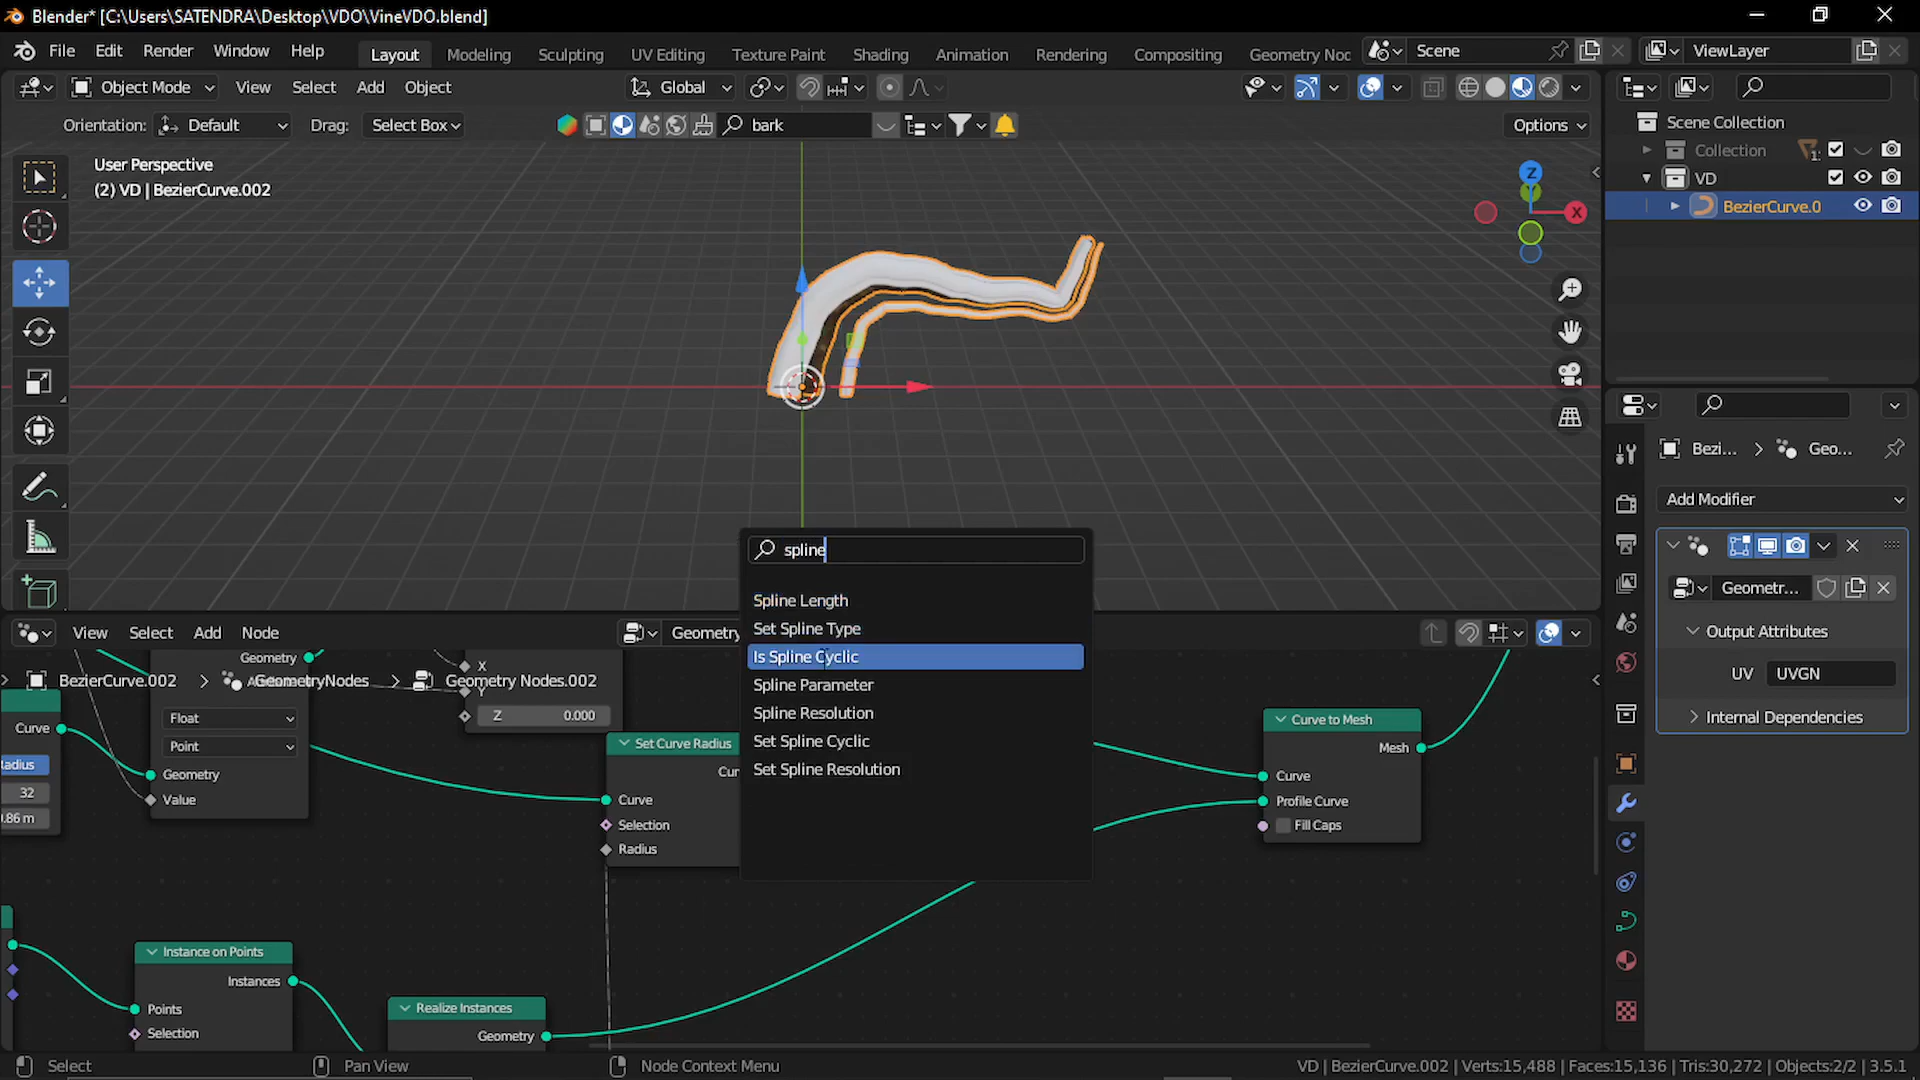 Blender* [C:\Users\SATENDRA\Desktop\VDO\VineVDO.blend]
File Edit Render Window Help Layout Modeling Sculpting UV Editing Texture Paint Shading Animation Rendering Compositing Geometry Noc Scene ViewLayer
Object Mode View Select Add Object Global
Orientation: Default Drag: Select Box bark Options
User Perspective
(2) VD | BezierCurve.002
Z
X
Scene Collection
Collection
VD
BezierCurve.0
Bezi... > Geo...
Add Modifier
Geometr...
Output Attributes
UV UVGN
Internal Dependencies
spline
Spline Length
Set Spline Type
Is Spline Cyclic
Spline Parameter
Spline Resolution
Set Spline Cyclic
Set Spline Resolution
View Select Add Node Geometry
BezierCurve.002 > GeometryNodes > Geometry Nodes.002
Geometry
X
Y
Z 0.000
Float
Point
Geometry
Value
Curve
adius
32
0.86 m
Set Curve Radius
Cur
Curve
Selection
Radius
Curve to Mesh
Mesh
Curve
Profile Curve
Fill Caps
Instance on Points
Instances
Points
Selection
Realize Instances
Geometry
Select Pan View Node Context Menu VD | BezierCurve.002 | Verts:15,488 | Faces:15,136 | Tris:30,272 | Objects:2/2 | 3.5.1